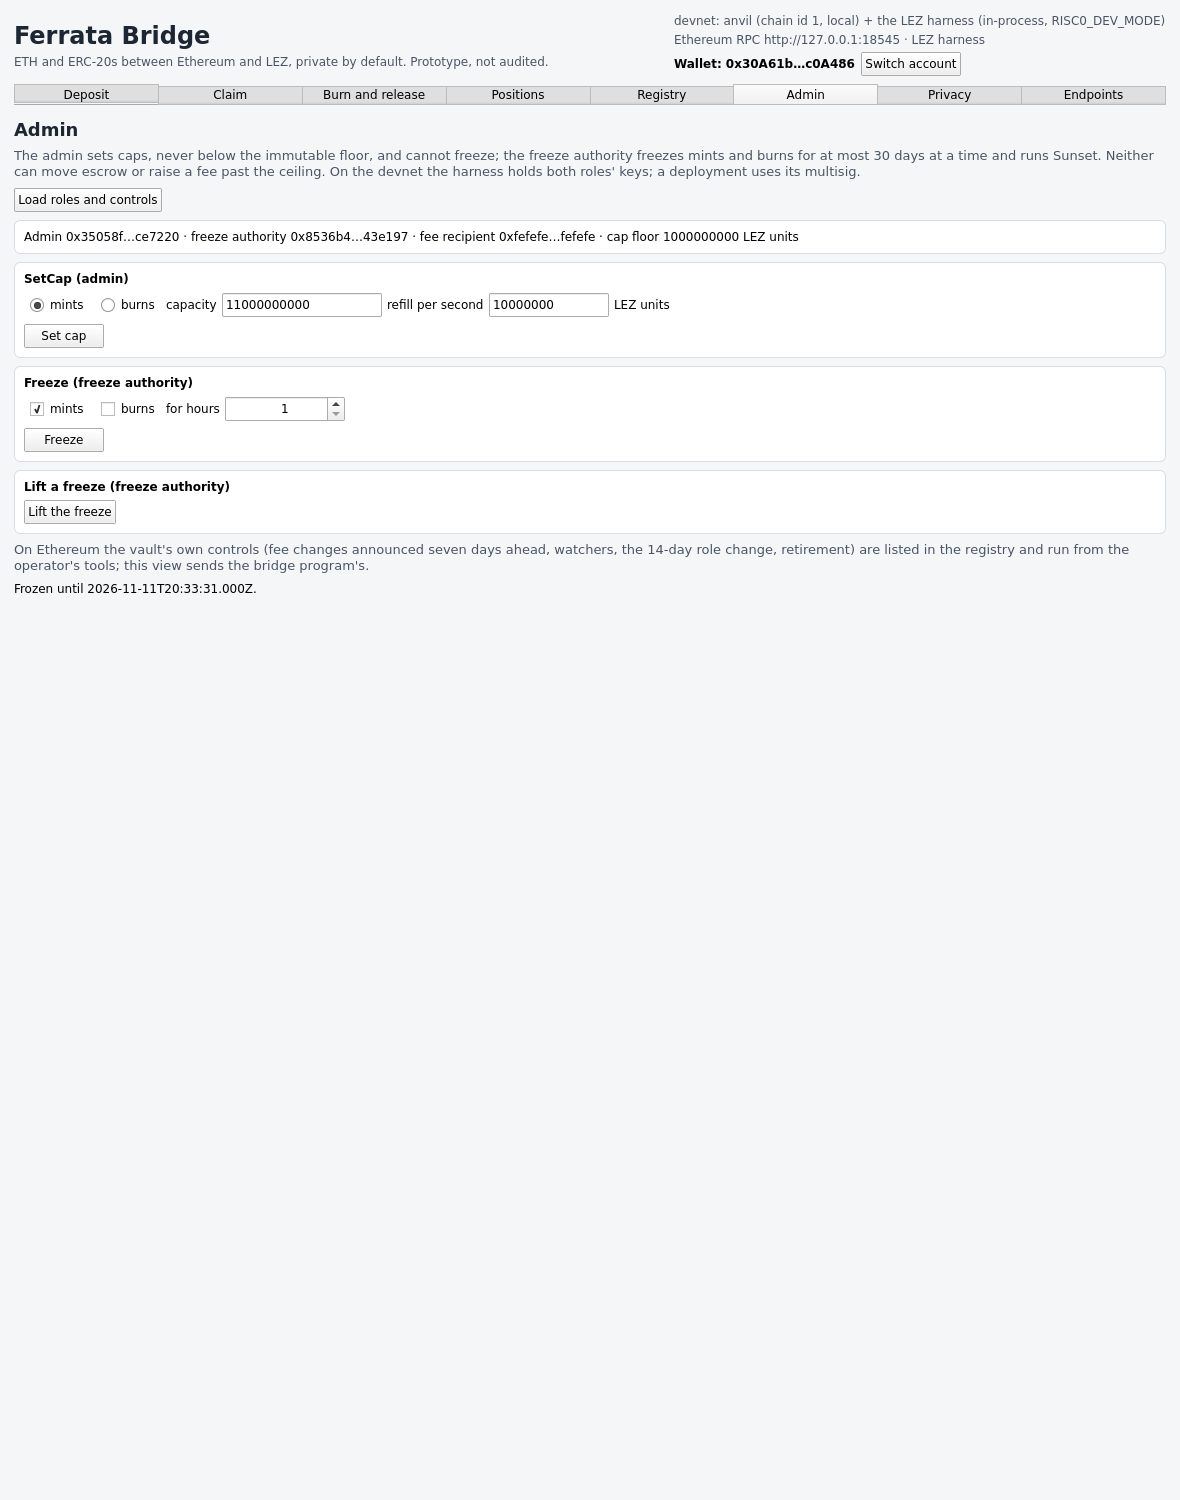 Ferrata Bridge
ETH and ERC-20s between Ethereum and LEZ, private by default. Prototype, not audited.
devnet: anvil (chain id 1, local) + the LEZ harness (in-process, RISC0_DEV_MODE)
Ethereum RPC http://127.0.0.1:18545 · LEZ harness
Wallet: 0x30A61b…c0A486 Switch account
Deposit Claim Burn and release Positions Registry Admin Privacy Endpoints
Admin
The admin sets caps, never below the immutable floor, and cannot freeze; the freeze authority freezes mints and burns for at most 30 days at a time and runs Sunset. Neither
can move escrow or raise a fee past the ceiling. On the devnet the harness holds both roles' keys; a deployment uses its multisig.
Load roles and controls
Admin 0x35058f…ce7220 · freeze authority 0x8536b4…43e197 · fee recipient 0xfefefe…fefefe · cap floor 1000000000 LEZ units
SetCap (admin)
mints burns capacity 11000000000 refill per second 10000000 LEZ units
Set cap
Freeze (freeze authority)
mints burns for hours 1
Freeze
Lift a freeze (freeze authority)
Lift the freeze
On Ethereum the vault's own controls (fee changes announced seven days ahead, watchers, the 14-day role change, retirement) are listed in the registry and run from the
operator's tools; this view sends the bridge program's.
Frozen until 2026-11-11T20:33:31.000Z.